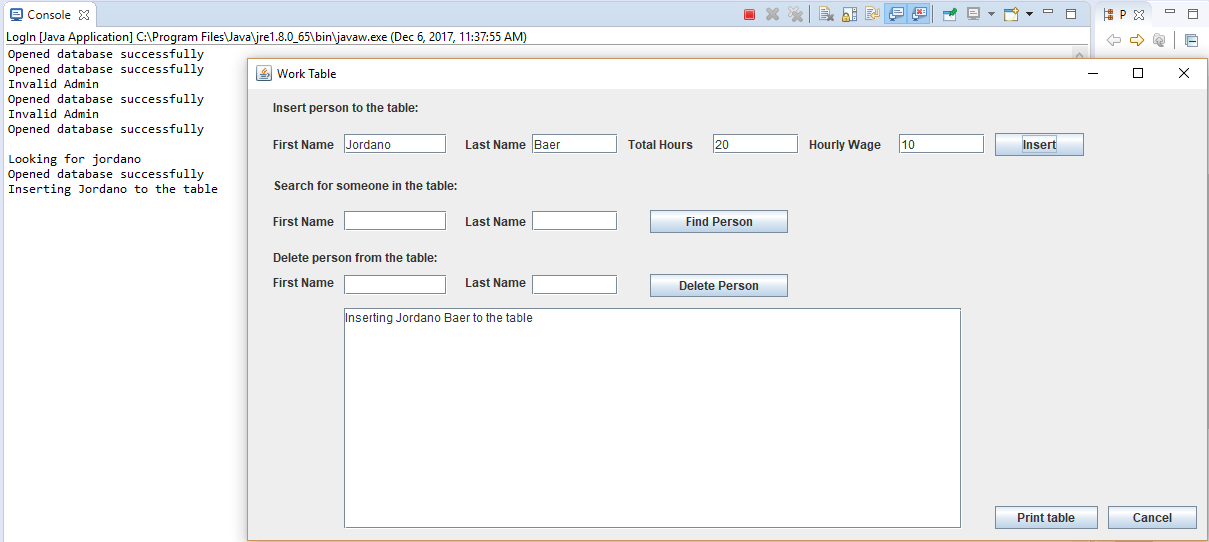 Console
P
LogIn [Java Application] C:\Program Files\Java\jre1.8.0_65\bin\javaw.exe (Dec 6, 2017, 11:37:55 AM)
Opened database successfully
Opened database successfully
Invalid Admin
Opened database successfully
Invalid Admin
Opened database successfully
Looking for jordano
Opened database successfully
Inserting Jordano to the table
Work Table
Insert person to the table:
First Name Jordano Last Name Baer Total Hours 20 Hourly Wage 10 Insert
Search for someone in the table:
First Name Last Name Find Person
Delete person from the table:
First Name Last Name Delete Person
Inserting Jordano Baer to the table
Print table Cancel